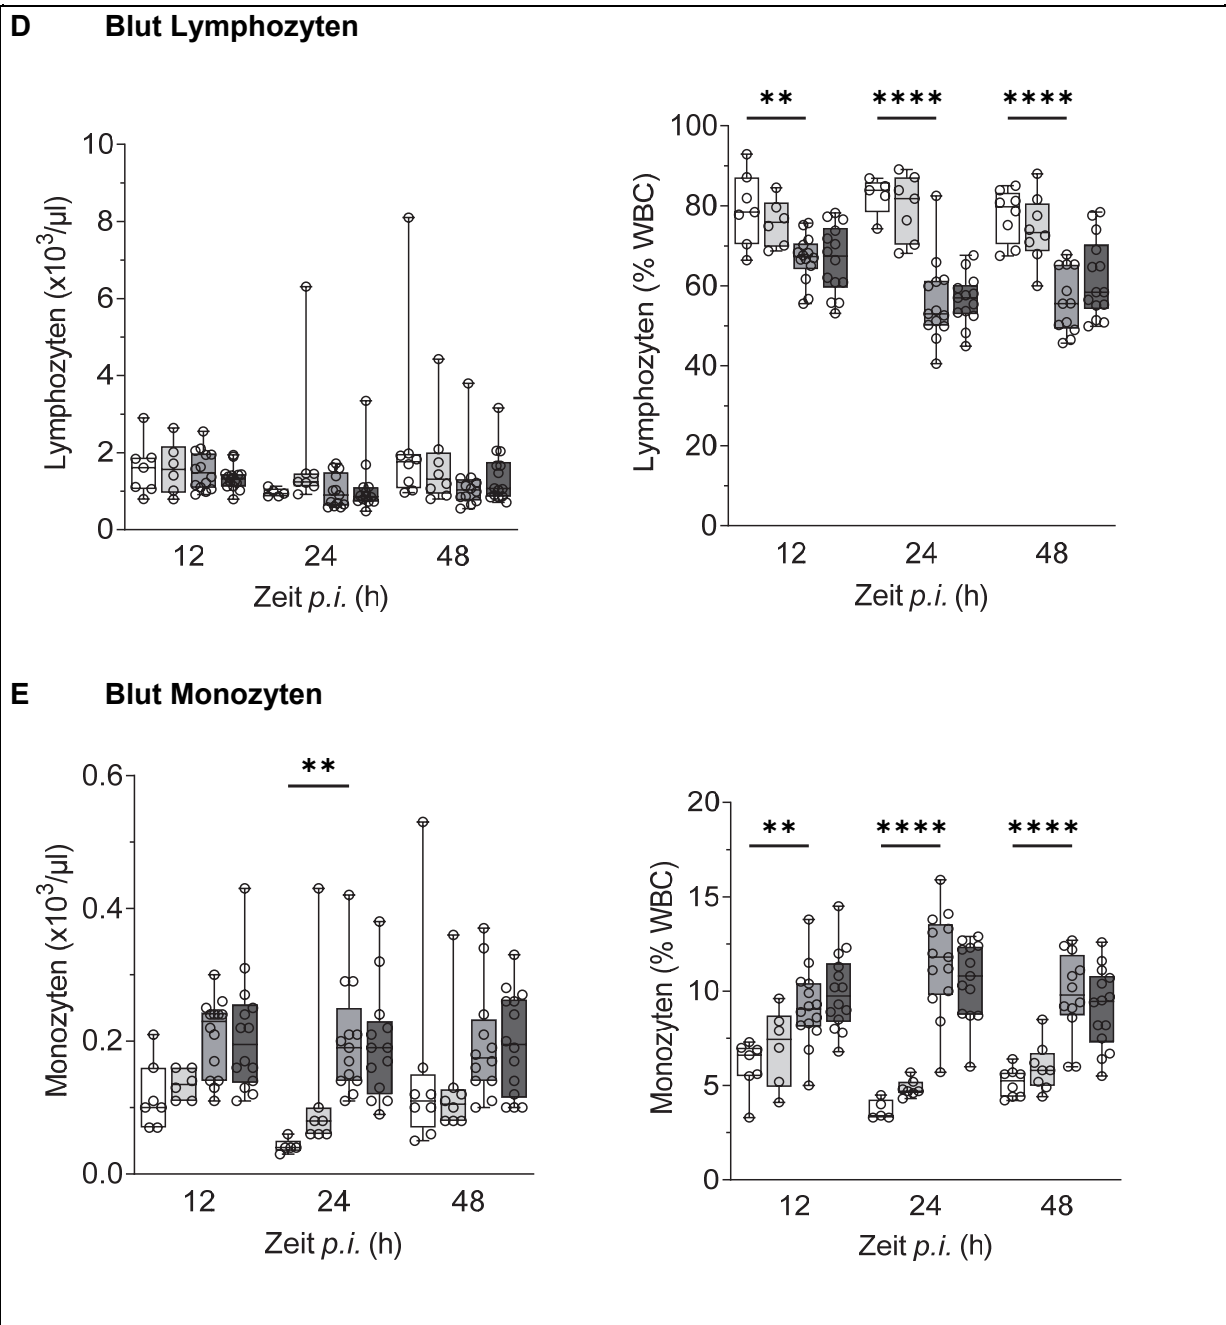 D Blut Lymphozyten
Lymphozyten (x10³/µl)
10
8
6
4
2
0
12 24 48
Zeit p.i. (h)
** **** ****
Lymphozyten (% WBC)
100
80
60
40
20
0
12 24 48
Zeit p.i. (h)
E Blut Monozyten
**
Monozyten (x10³/µl)
0.6
0.4
0.2
0.0
12 24 48
Zeit p.i. (h)
** **** ****
Monozyten (% WBC)
20
15
10
5
0
12 24 48
Zeit p.i. (h)